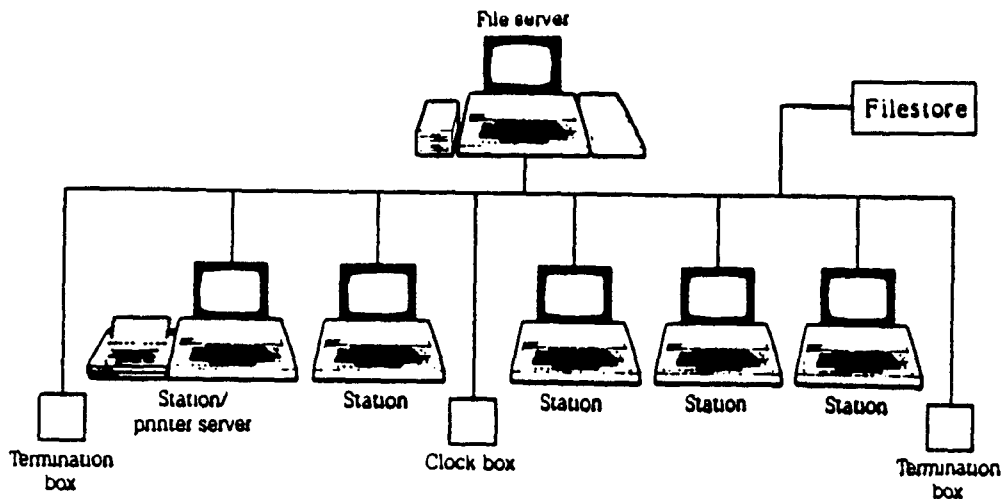 File server
Filestore
Station/
printer server
Station
Station
Station
Station
Termination
box
Clock box
Termination
box